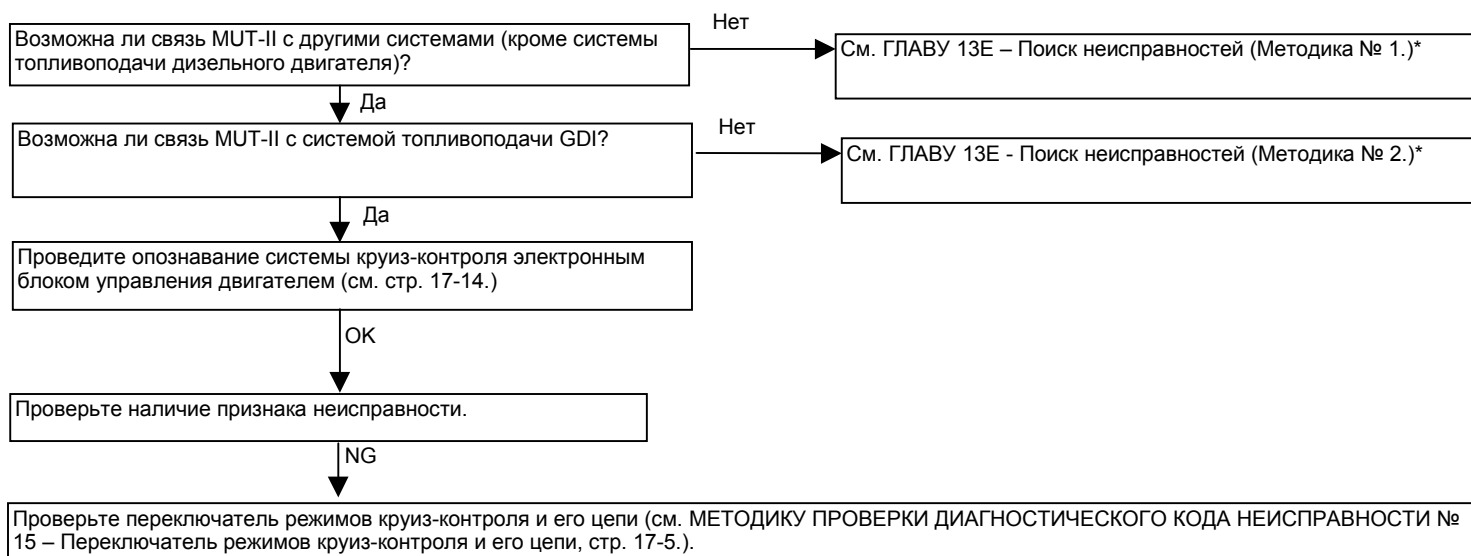 Возможна ли связь MUT-II с другими системами (кроме системы
топливоподачи дизельного двигателя)?
Нет
См. ГЛАВУ 13Е – Поиск неисправностей (Методика № 1.)*
Да
Возможна ли связь MUT-II с системой топливоподачи GDI?
Нет
См. ГЛАВУ 13Е - Поиск неисправностей (Методика № 2.)*
Да
Проведите опознавание системы круиз-контроля электронным
блоком управления двигателем (см. стр. 17-14.)
OK
Проверьте наличие признака неисправности.
NG
Проверьте переключатель режимов круиз-контроля и его цепи (см. МЕТОДИКУ ПРОВЕРКИ ДИАГНОСТИЧЕСКОГО КОДА НЕИСПРАВНОСТИ №
15 – Переключатель режимов круиз-контроля и его цепи, стр. 17-5.).